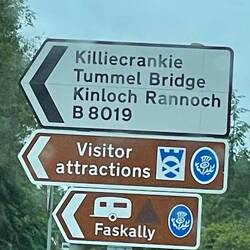 Killiecrankie
Tummel Bridge
Kinloch Rannoch
B 8019
Visitor
attractions
Faskally